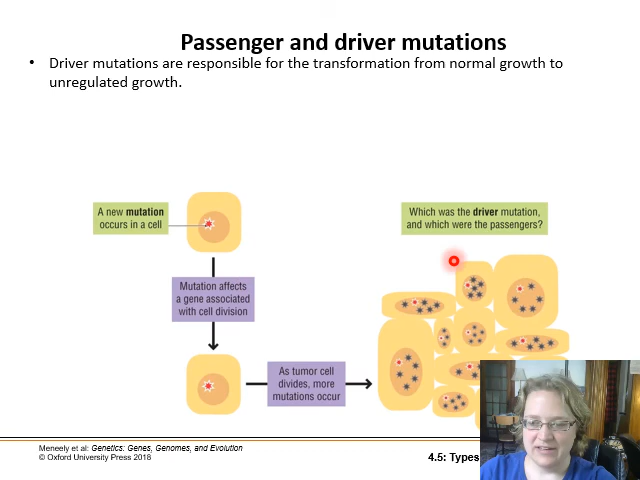 Passenger and driver mutations
• Driver mutations are responsible for the transformation from normal growth to
unregulated growth.
A new mutation
occurs in a cell
Which was the driver mutation,
and which were the passengers?
Mutation affects
a gene associated
with cell division
As tumor cell
divides, more
mutations occur
Meneely et al: Genetics: Genes, Genomes, and Evolution
© Oxford University Press 2018
4.5: Types